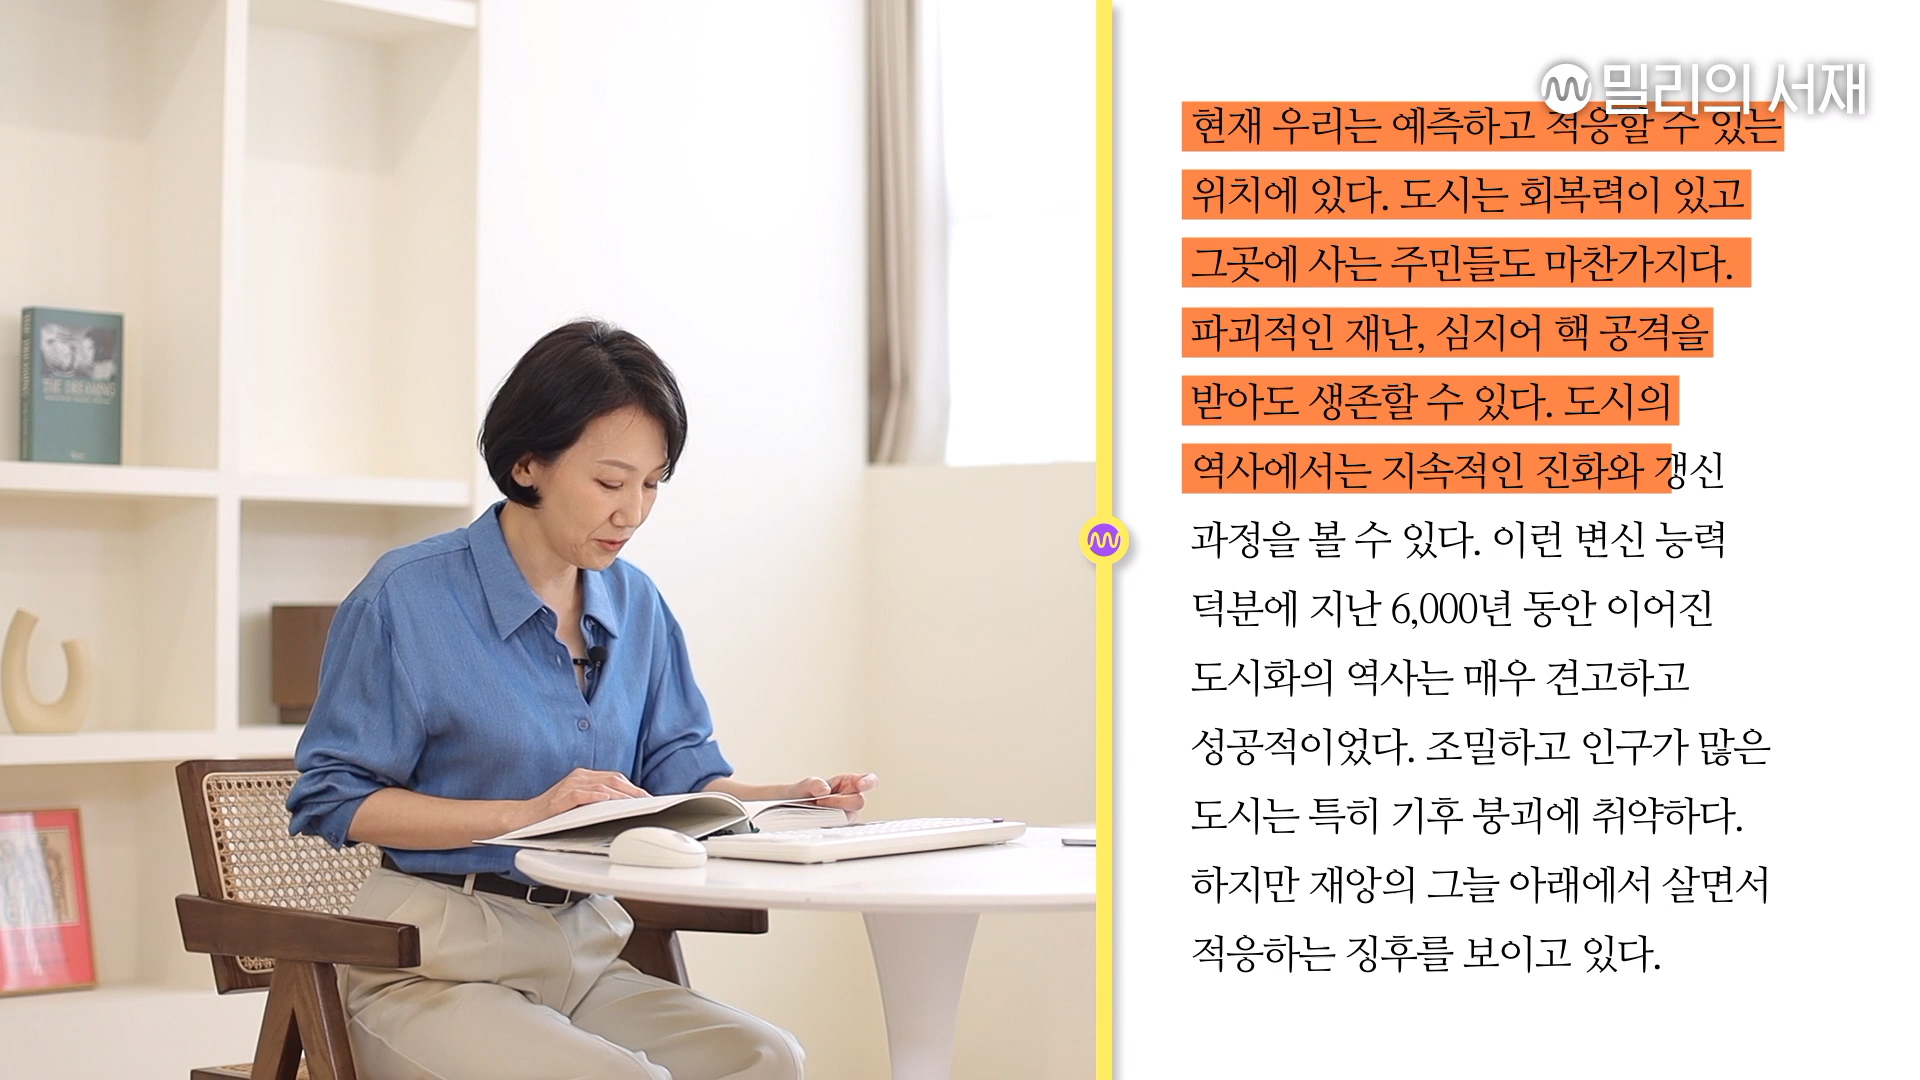 밀리의 서재
현재 우리는 예측하고 적응할 수 있는
위치에 있다. 도시는 회복력이 있고
그곳에 사는 주민들도 마찬가지다.
파괴적인 재난, 심지어 핵 공격을
받아도 생존할 수 있다. 도시의
역사에서는 지속적인 진화와 갱신
과정을 볼 수 있다. 이런 변신 능력
덕분에 지난 6,000년 동안 이어진
도시화의 역사는 매우 견고하고
성공적이었다. 조밀하고 인구가 많은
도시는 특히 기후 붕괴에 취약하다.
하지만 재앙의 그늘 아래에서 살면서
적응하는 징후를 보이고 있다.